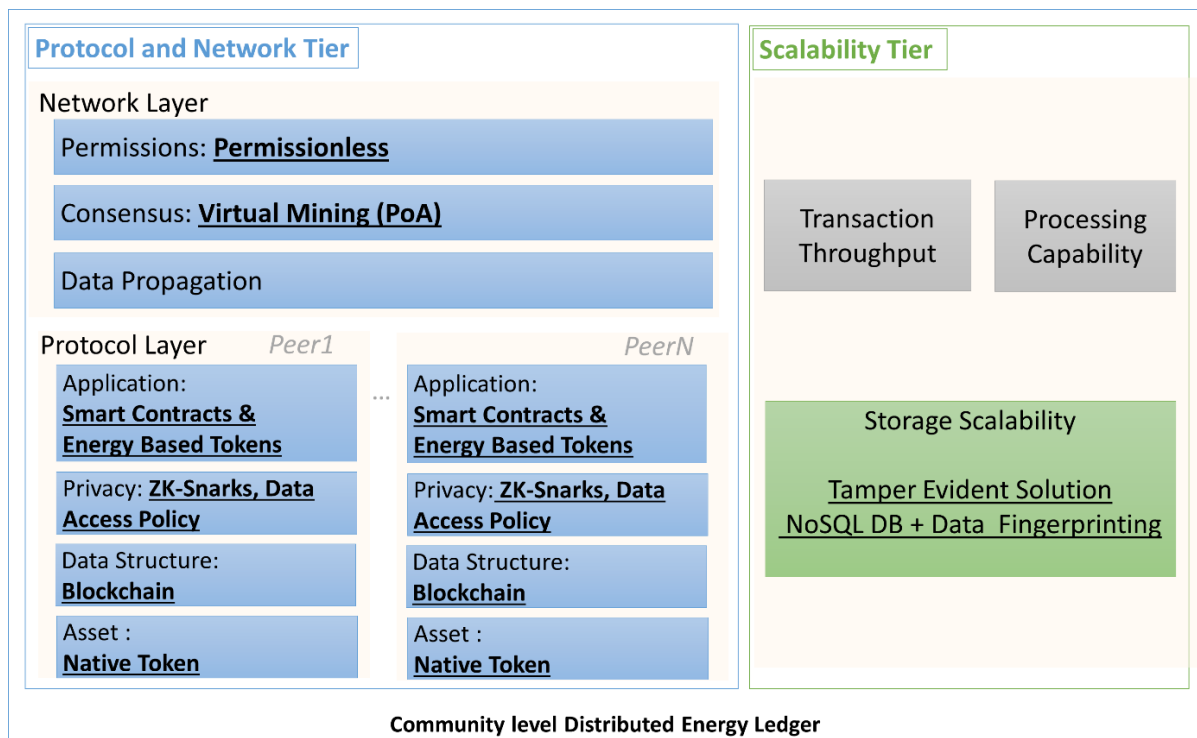 Protocol and Network Tier
Network Layer
Permissions: Permissionless
Consensus: Virtual Mining (PoA)
Data Propagation
Protocol Layer
Peer1
Application:
Smart Contracts &
Energy Based Tokens
Privacy: ZK-Snarks, Data
Access Policy
Data Structure:
Blockchain
Asset :
Native Token
...
PeerN
Application:
Smart Contracts &
Energy Based Tokens
Privacy: ZK-Snarks, Data
Access Policy
Data Structure:
Blockchain
Asset :
Native Token
Scalability Tier
Transaction
Throughput
Processing
Capability
Storage Scalability
Tamper Evident Solution
NoSQL DB + Data Fingerprinting
Community level Distributed Energy Ledger